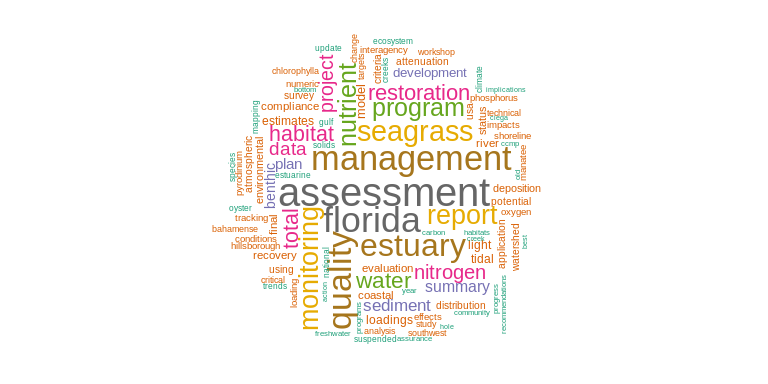 ecosystem
update
change
interagency
workshop
attenuation
chlorophylla
project
nutrient
targets
creeks
criteria
development
climate
numeric
bottom
survey
model
restoration
implications
phosphorus
compliance
program
usa
technical
mapping
estimates
gulf
seagrass
status
ciega
impacts
habitat
solids
river
shoreline
data
management
ccmp
species
pyrodinium
atmospheric
environmental
benthic
plan
estuarine
old
manatee
assessment
deposition
potential
oyster
total
florida
report
oxygen
tracking
final
bahamense
monitoring
quality
carbon
habitats
creek
application
watershed
best
conditions
hillsborough
estuary
light
recovery
national
tidal
using
evaluation
nitrogen
critical
trends
loading
action
water
year
coastal
summary
progress
recommendations
sediment
distribution
programs
loadings
effects
community
study
hole
freshwater
analysis
southwest
suspended
assurance